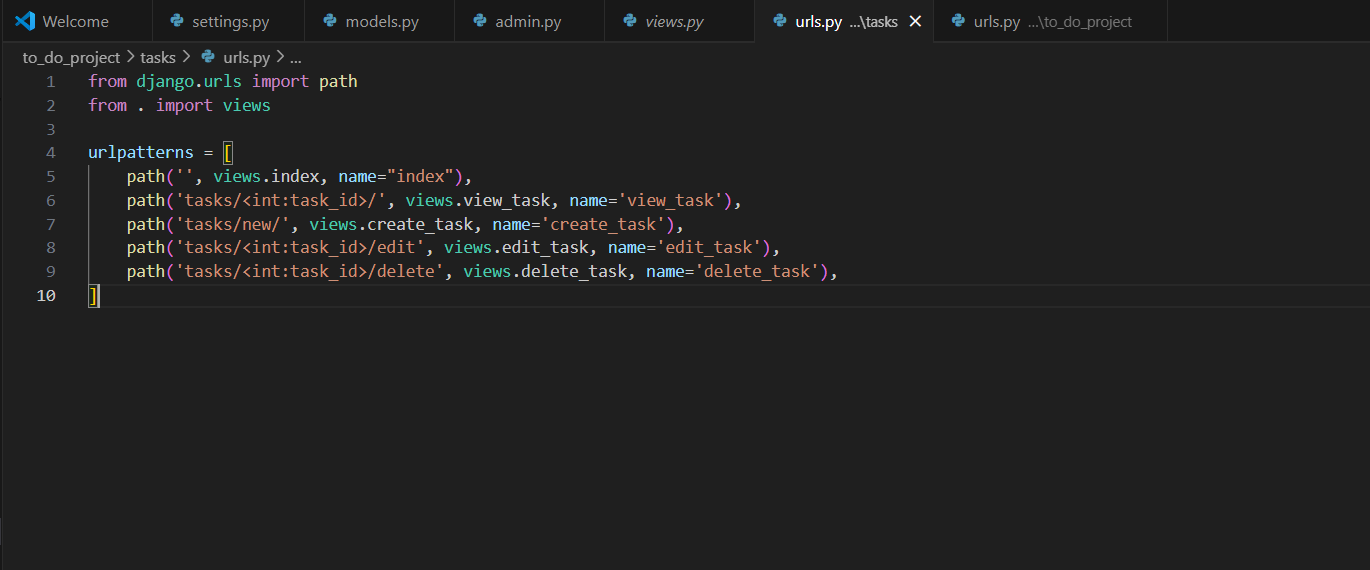 Welcome settings.py models.py admin.py views.py urls.py ...\tasks urls.py ...\to_do_project
to_do_project > tasks > urls.py > ...
1 from django.urls import path
2 from . import views
3
4 urlpatterns = [
5 path('', views.index, name="index"),
6 path('tasks/<int:task_id>/', views.view_task, name='view_task'),
7 path('tasks/new/', views.create_task, name='create_task'),
8 path('tasks/<int:task_id>/edit', views.edit_task, name='edit_task'),
9 path('tasks/<int:task_id>/delete', views.delete_task, name='delete_task'),
10 ]